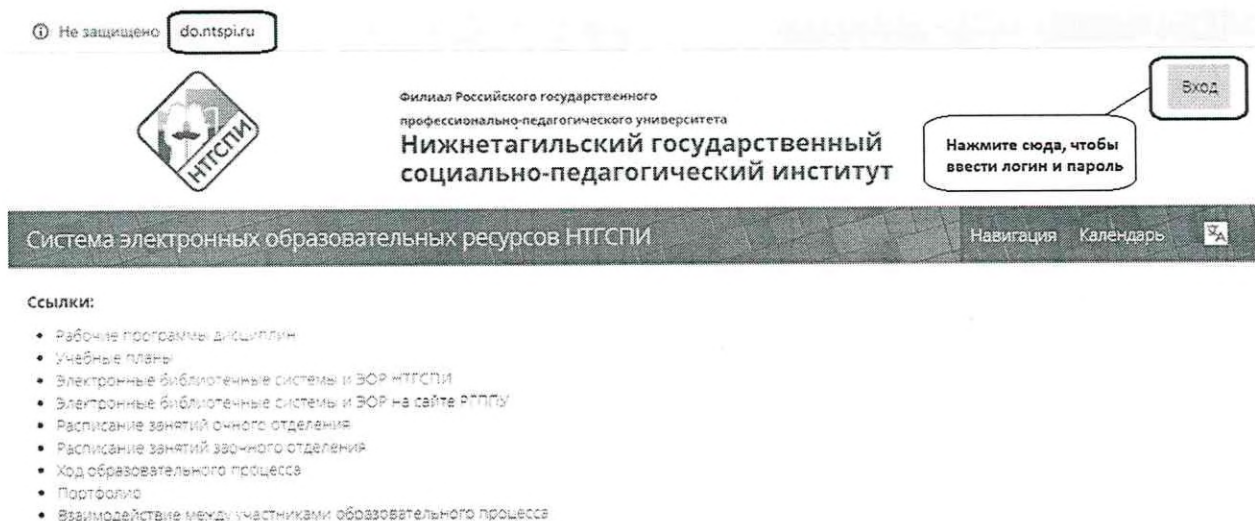 Не защищено do.ntspi.ru
Филиал Российского государственного
профессионально-педагогического университета
Нижнетагильский государственный
социально-педагогический институт
НТГСПИ
Вход
Нажмите сюда, чтобы
ввести логин и пароль
Система электронных образовательных ресурсов НТГСПИ
Навигация Календарь
Ссылки:
Рабочие программы дисциплин
Учебные планы
Электронные библиотечные системы и ЭОР НТГСПИ
Электронные библиотечные системы и ЭОР на сайте РГППУ
Расписание занятий очного отделения
Расписание занятий заочного отделения
Ход образовательного процесса
Портфолио
Взаимодействие между участниками образовательного процесса